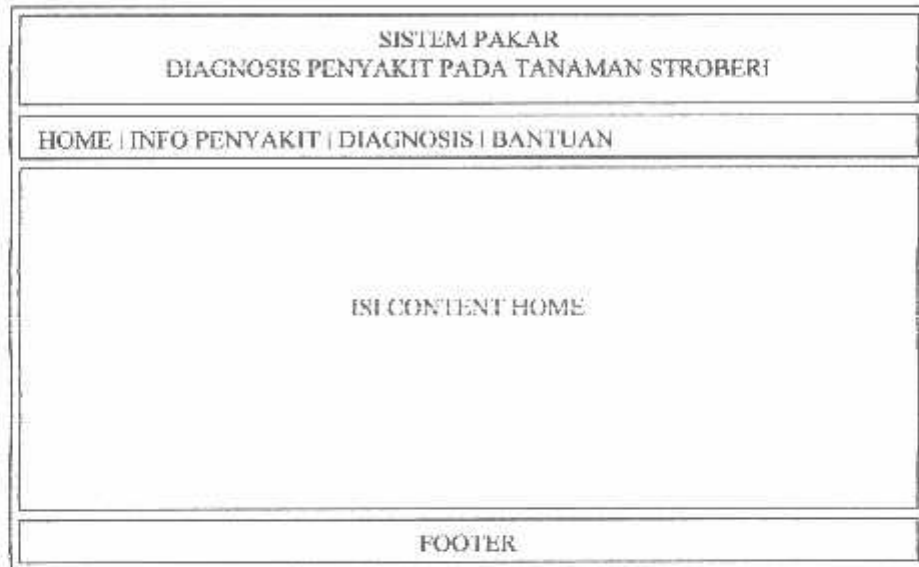 SISTEM PAKAR
DIAGNOSIS PENYAKIT PADA TANAMAN STROBERI
HOME | INFO PENYAKIT | DIAGNOSIS | BANTUAN
ISI CONTENT HOME
FOOTER